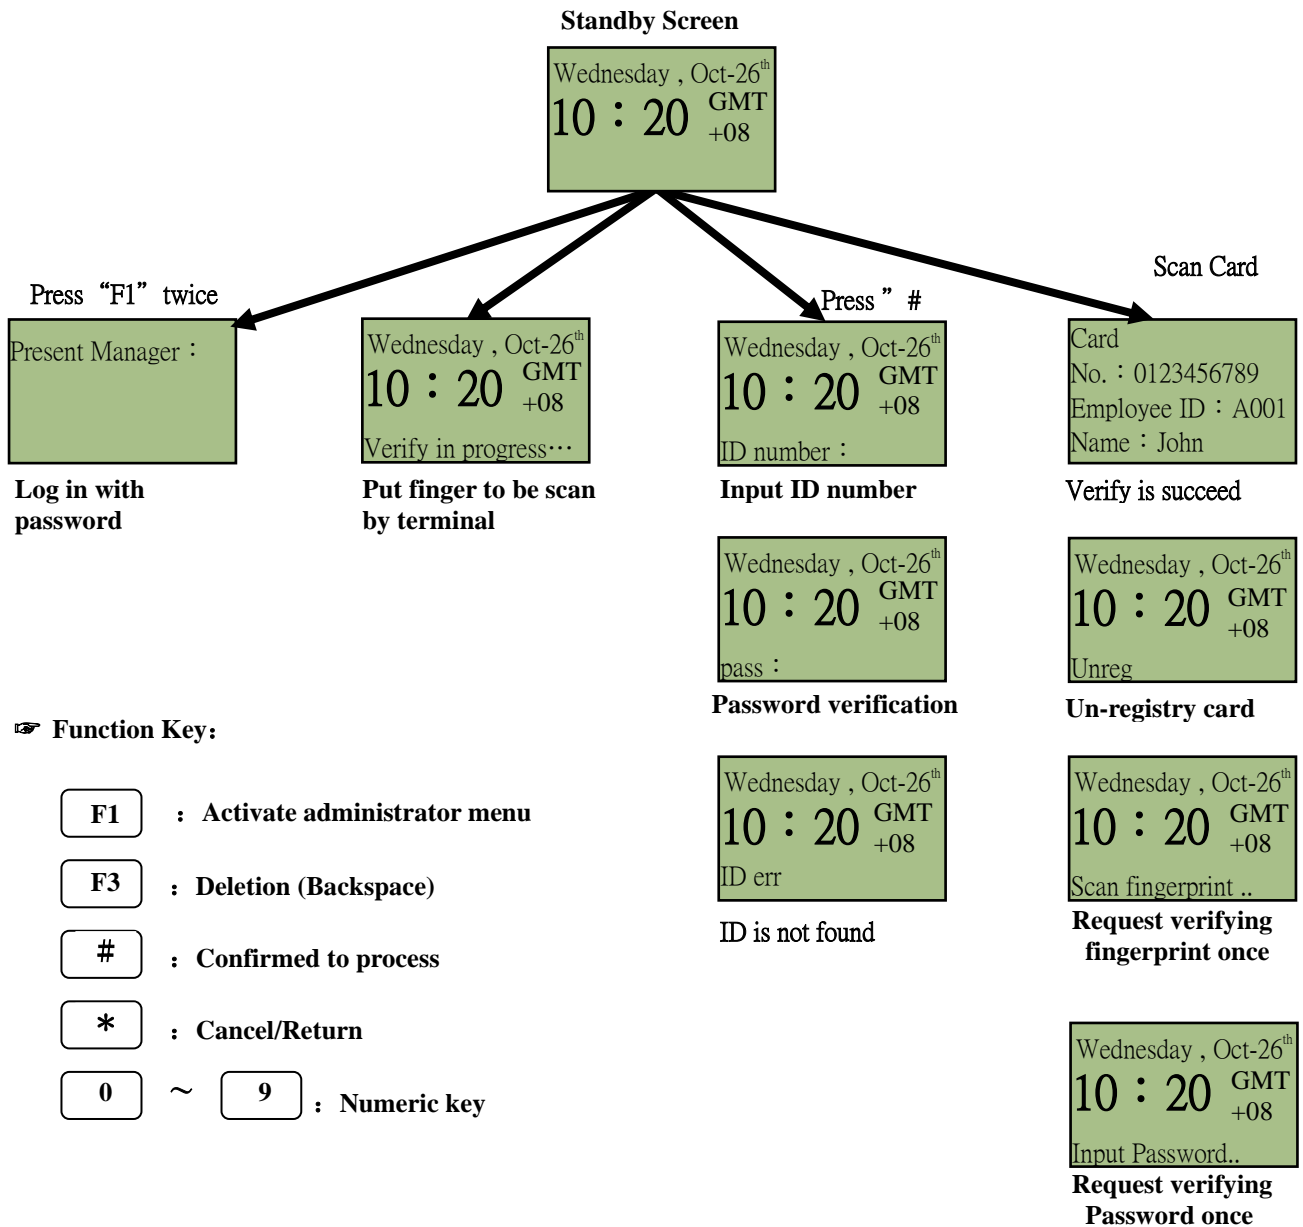 Standby Screen
Wednesday , Oct-26th
10：20 GMT
+08
Press “F1” twice
Present Manager：
Log in with
password
Wednesday , Oct-26th
10：20 GMT
+08
Verify in progress…
Put finger to be scan
by terminal
Press ” #
Wednesday , Oct-26th
10：20 GMT
+08
ID number：
Input ID number
Wednesday , Oct-26th
10：20 GMT
+08
pass：
Password verification
Wednesday , Oct-26th
10：20 GMT
+08
ID err
ID is not found
Scan Card
Card
No.：0123456789
Employee ID：A001
Name：John
Verify is succeed
Wednesday , Oct-26th
10：20 GMT
+08
Unreg
Un-registry card
Wednesday , Oct-26th
10：20 GMT
+08
Scan fingerprint ..
Request verifying
fingerprint once
Wednesday , Oct-26th
10：20 GMT
+08
Input Password..
Request verifying
Password once
☞ Function Key：
F1 ：Activate administrator menu
F3 ：Deletion (Backspace)
# ：Confirmed to process
* ：Cancel/Return
0 ～ 9 ：Numeric key